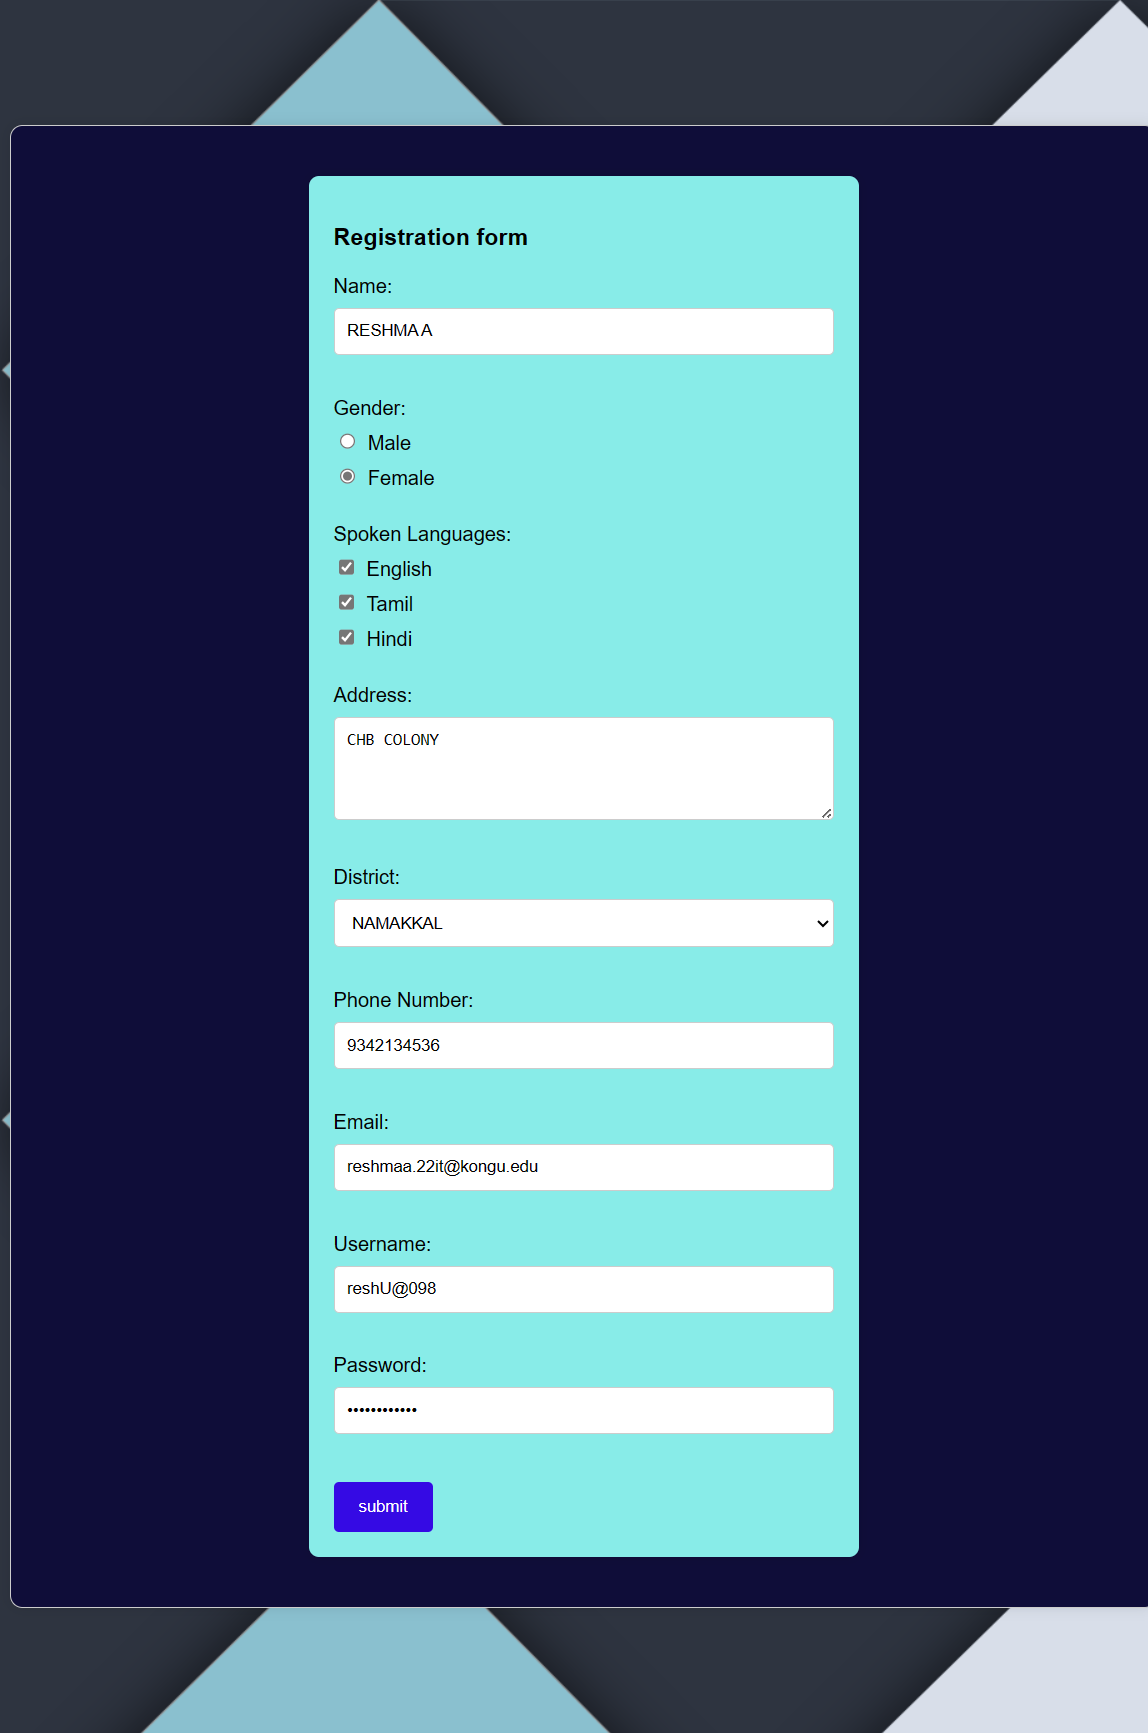 Registration form
Name:
RESHMA A
Gender:
Male
Female
Spoken Languages:
English
Tamil
Hindi
Address:
CHB COLONY
District:
NAMAKKAL
Phone Number:
9342134536
Email:
reshmaa.22it@kongu.edu
Username:
reshU@098
Password:
••••••••••••
submit